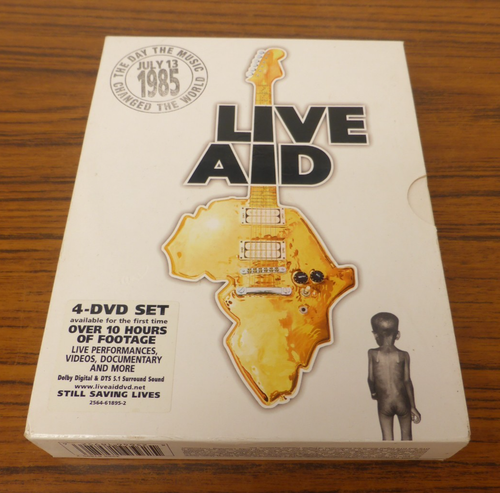 THE DAY THE MUSIC
JULY 13
1985
CHANGED THE WORLD
LIVE
AID
4-DVD SET
available for the first time
OVER 10 HOURS
OF FOOTAGE
LIVE PERFORMANCES,
VIDEOS, DOCUMENTARY
AND MORE
Dolby Digital & DTS 5.1 Surround Sound
www.liveaiddvd.net
STILL SAVING LIVES
2564-61895-2